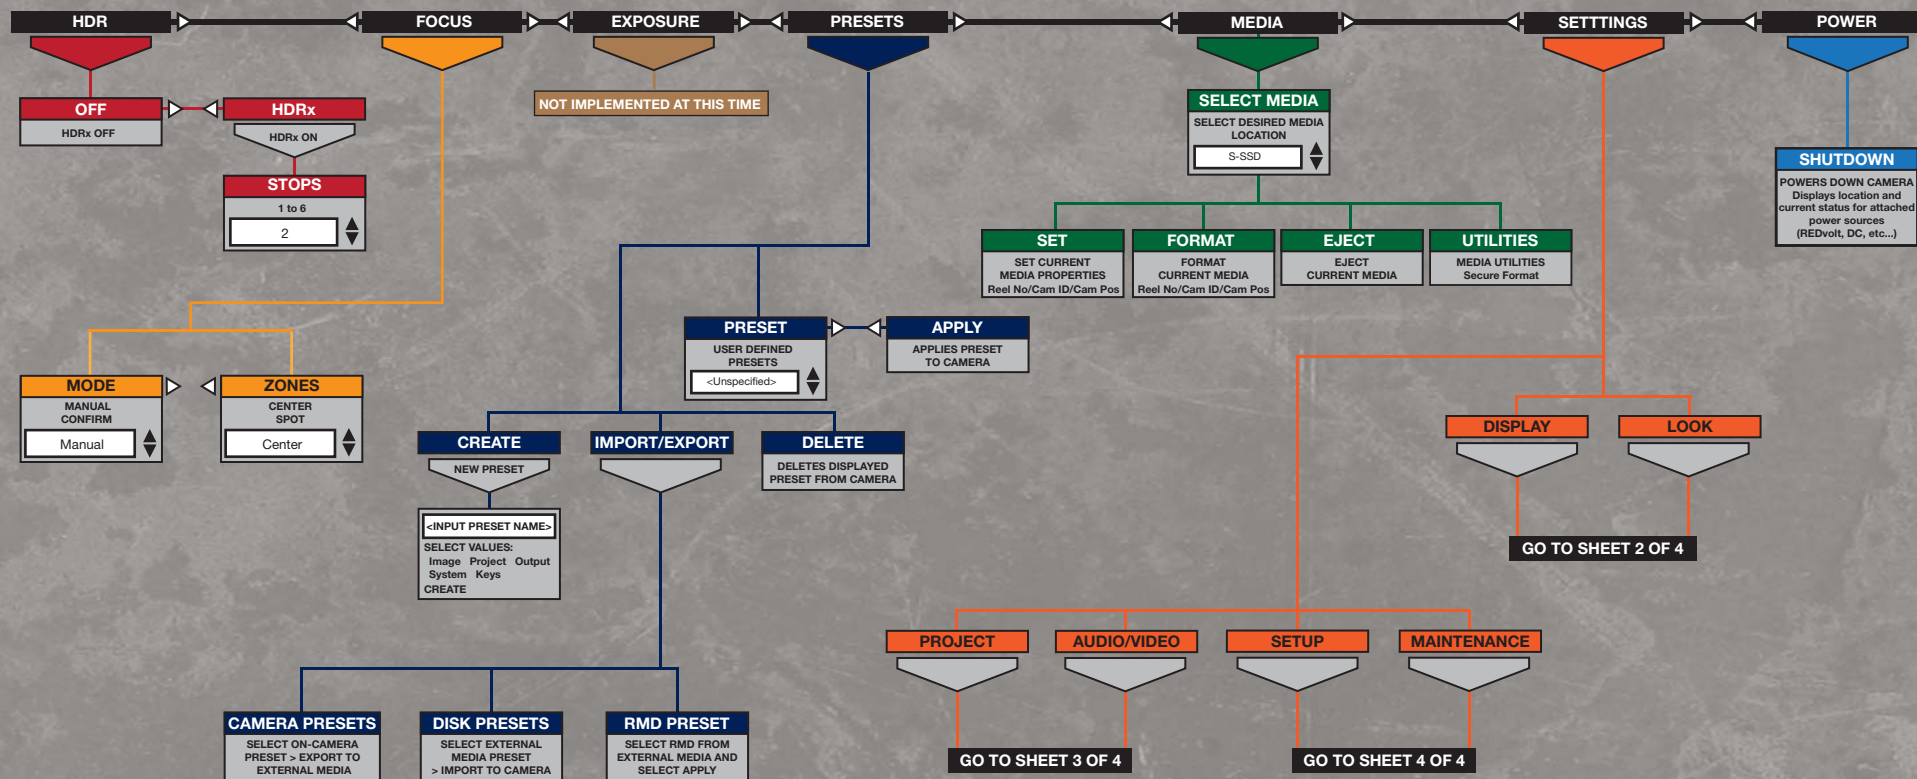 HDR
FOCUS
EXPOSURE
PRESETS
MEDIA
SETTTINGS
POWER
OFF
HDRx OFF
HDRx
HDRx ON
STOPS
1 to 6
2
NOT IMPLEMENTED AT THIS TIME
SELECT MEDIA
SELECT DESIRED MEDIA
LOCATION
S-SSD
SHUTDOWN
POWERS DOWN CAMERA
Displays location and
current status for attached
power sources
(REDvolt, DC, etc...)
SET
SET CURRENT
MEDIA PROPERTIES
Reel No/Cam ID/Cam Pos
FORMAT
FORMAT
CURRENT MEDIA
Reel No/Cam ID/Cam Pos
EJECT
EJECT
CURRENT MEDIA
UTILITIES
MEDIA UTILITIES
Secure Format
PRESET
USER DEFINED
PRESETS
<Unspecified>
APPLY
APPLIES PRESET
TO CAMERA
MODE
MANUAL
CONFIRM
Manual
ZONES
CENTER
SPOT
Center
CREATE
NEW PRESET
<INPUT PRESET NAME>
SELECT VALUES:
Image Project Output
System Keys
CREATE
IMPORT/EXPORT
DELETE
DELETES DISPLAYED
PRESET FROM CAMERA
DISPLAY
LOOK
GO TO SHEET 2 OF 4
PROJECT
AUDIO/VIDEO
SETUP
MAINTENANCE
GO TO SHEET 3 OF 4
GO TO SHEET 4 OF 4
CAMERA PRESETS
SELECT ON-CAMERA
PRESET > EXPORT TO
EXTERNAL MEDIA
DISK PRESETS
SELECT EXTERNAL
MEDIA PRESET
> IMPORT TO CAMERA
RMD PRESET
SELECT RMD FROM
EXTERNAL MEDIA AND
SELECT APPLY